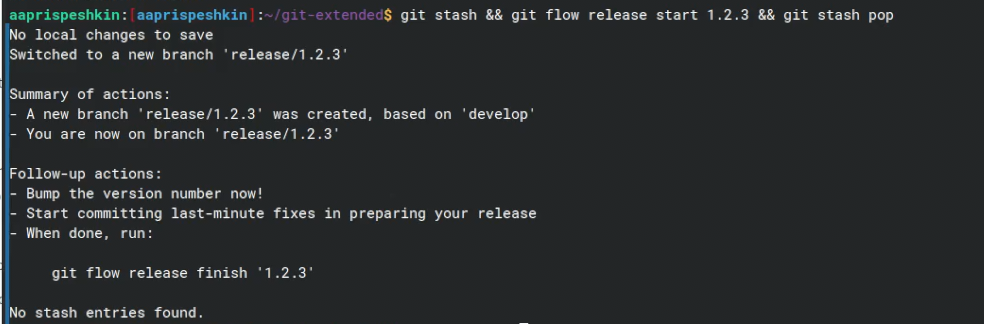 aaprispeshkin:[aaprispeshkin]:~/git-extended$ git stash && git flow release start 1.2.3 && git stash pop
No local changes to save
Switched to a new branch 'release/1.2.3'
Summary of actions:
- A new branch 'release/1.2.3' was created, based on 'develop'
- You are now on branch 'release/1.2.3'
Follow-up actions:
- Bump the version number now!
- Start committing last-minute fixes in preparing your release
- When done, run:
git flow release finish '1.2.3'
No stash entries found.